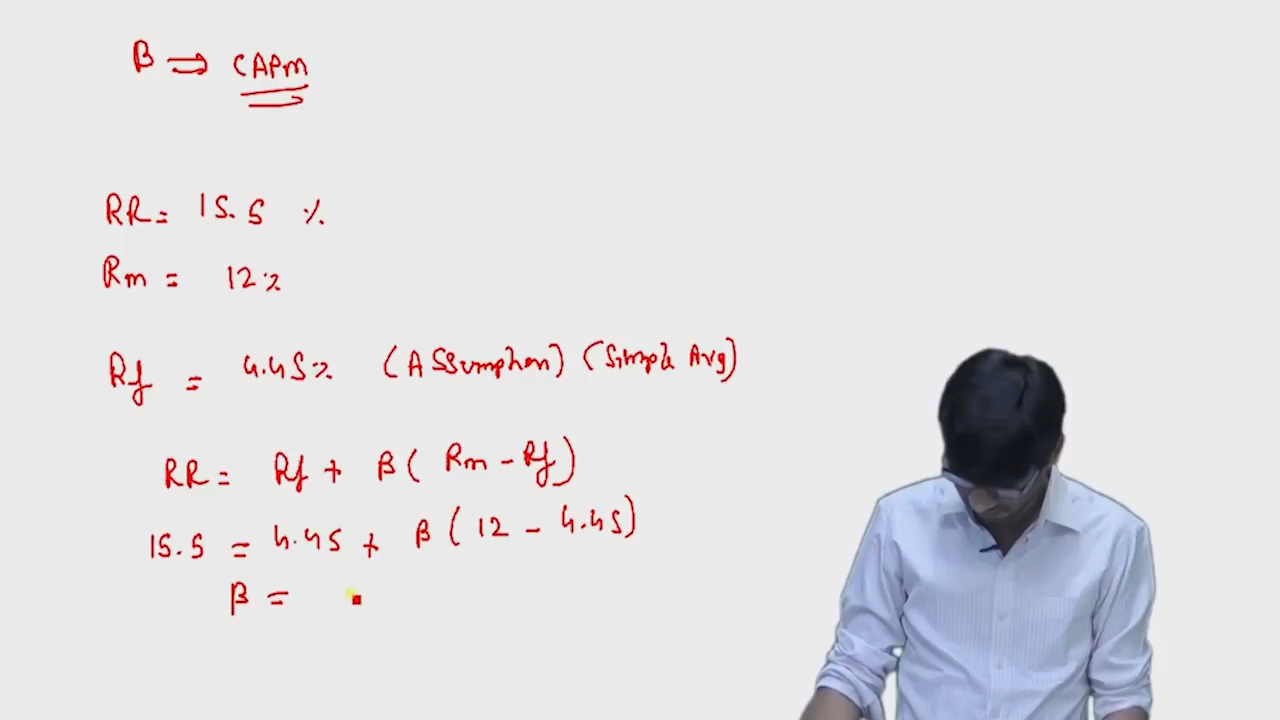 β ⇒ CAPM
RR = 15.5 %
Rm = 12%
Rf = 4.45% (Assumption) (Simple Avg)
RR = Rf + β ( Rm - Rf )
15.5 = 4.45 + β ( 12 - 4.45 )
β =